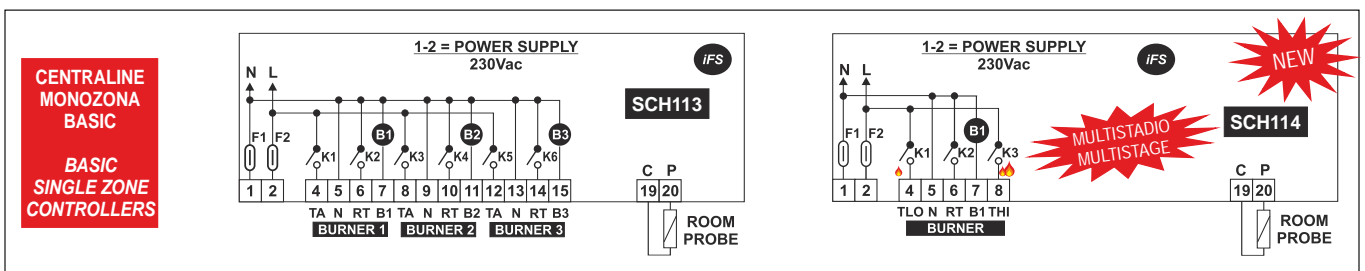 CENTRALINE
MONOZONA
BASIC
BASIC
SINGLE ZONE
CONTROLLERS
1-2 = POWER SUPPLY
230Vac
iFS
SCH113
N L
F1 F2
K1 K2 B1 K3 K4 B2 K5 K6 B3
1 2 4 5 6 7 8 9 10 11 12 13 14 15
TA N RT B1 TA N RT B2 TA N RT B3
BURNER 1 BURNER 2 BURNER 3
C P
19 20
ROOM
PROBE
1-2 = POWER SUPPLY
230Vac
iFS
NEW
SCH114
MULTISTADIO
MULTISTAGE
N L
F1 F2
K1 K2 B1 K3
1 2 4 5 6 7 8
TLO N RT B1 THI
BURNER
C P
19 20
ROOM
PROBE